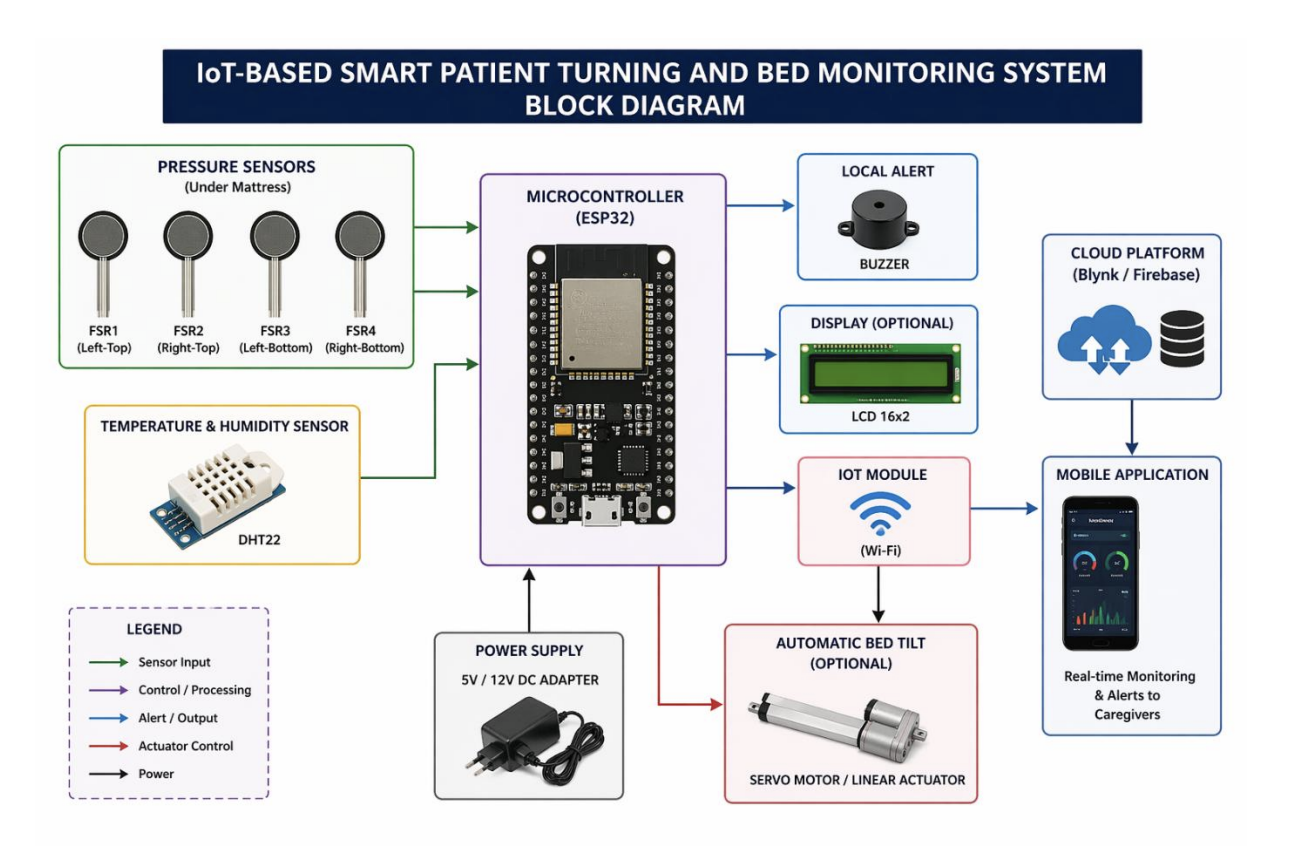 IoT-BASED SMART PATIENT TURNING AND BED MONITORING SYSTEM
BLOCK DIAGRAM
PRESSURE SENSORS
(Under Mattress)
FSR1
(Left-Top)
FSR2
(Right-Top)
FSR3
(Left-Bottom)
FSR4
(Right-Bottom)
TEMPERATURE & HUMIDITY SENSOR
DHT22
LEGEND
Sensor Input
Control / Processing
Alert / Output
Actuator Control
Power
MICROCONTROLLER
(ESP32)
POWER SUPPLY
5V / 12V DC ADAPTER
LOCAL ALERT
BUZZER
DISPLAY (OPTIONAL)
LCD 16x2
IOT MODULE
(Wi-Fi)
AUTOMATIC BED TILT
(OPTIONAL)
SERVO MOTOR / LINEAR ACTUATOR
CLOUD PLATFORM
(Blynk / Firebase)
MOBILE APPLICATION
Real-time Monitoring
& Alerts to
Caregivers